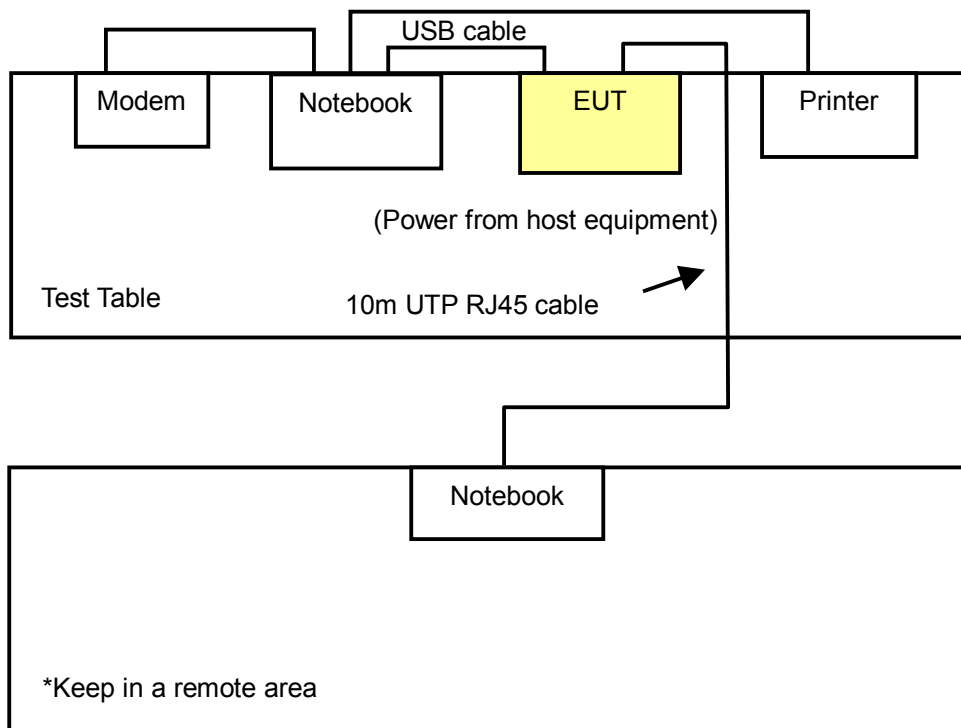 USB cable
Modem
Notebook
EUT
Printer
(Power from host equipment)
Test Table
10m UTP RJ45 cable
Notebook
*Keep in a remote area